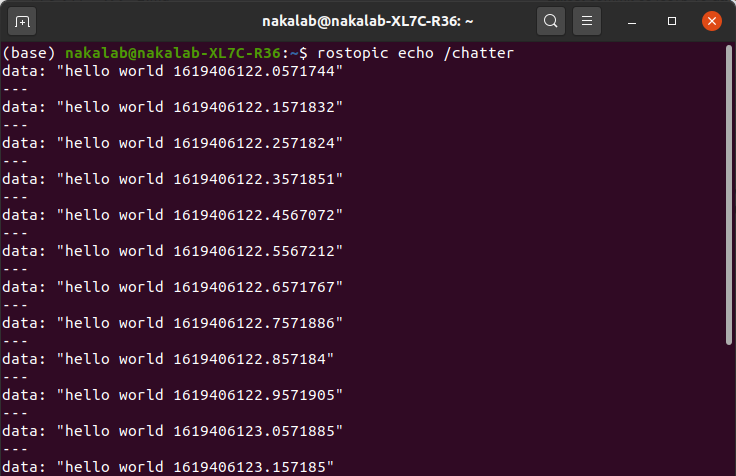 nakalab@nakalab-XL7C-R36: ~
(base) nakalab@nakalab-XL7C-R36:~$ rostopic echo /chatter
data: "hello world 1619406122.0571744"
---
data: "hello world 1619406122.1571832"
---
data: "hello world 1619406122.2571824"
---
data: "hello world 1619406122.3571851"
---
data: "hello world 1619406122.4567072"
---
data: "hello world 1619406122.5567212"
---
data: "hello world 1619406122.6571767"
---
data: "hello world 1619406122.7571886"
---
data: "hello world 1619406122.857184"
---
data: "hello world 1619406122.9571905"
---
data: "hello world 1619406123.0571885"
---
data: "hello world 1619406123.157185"